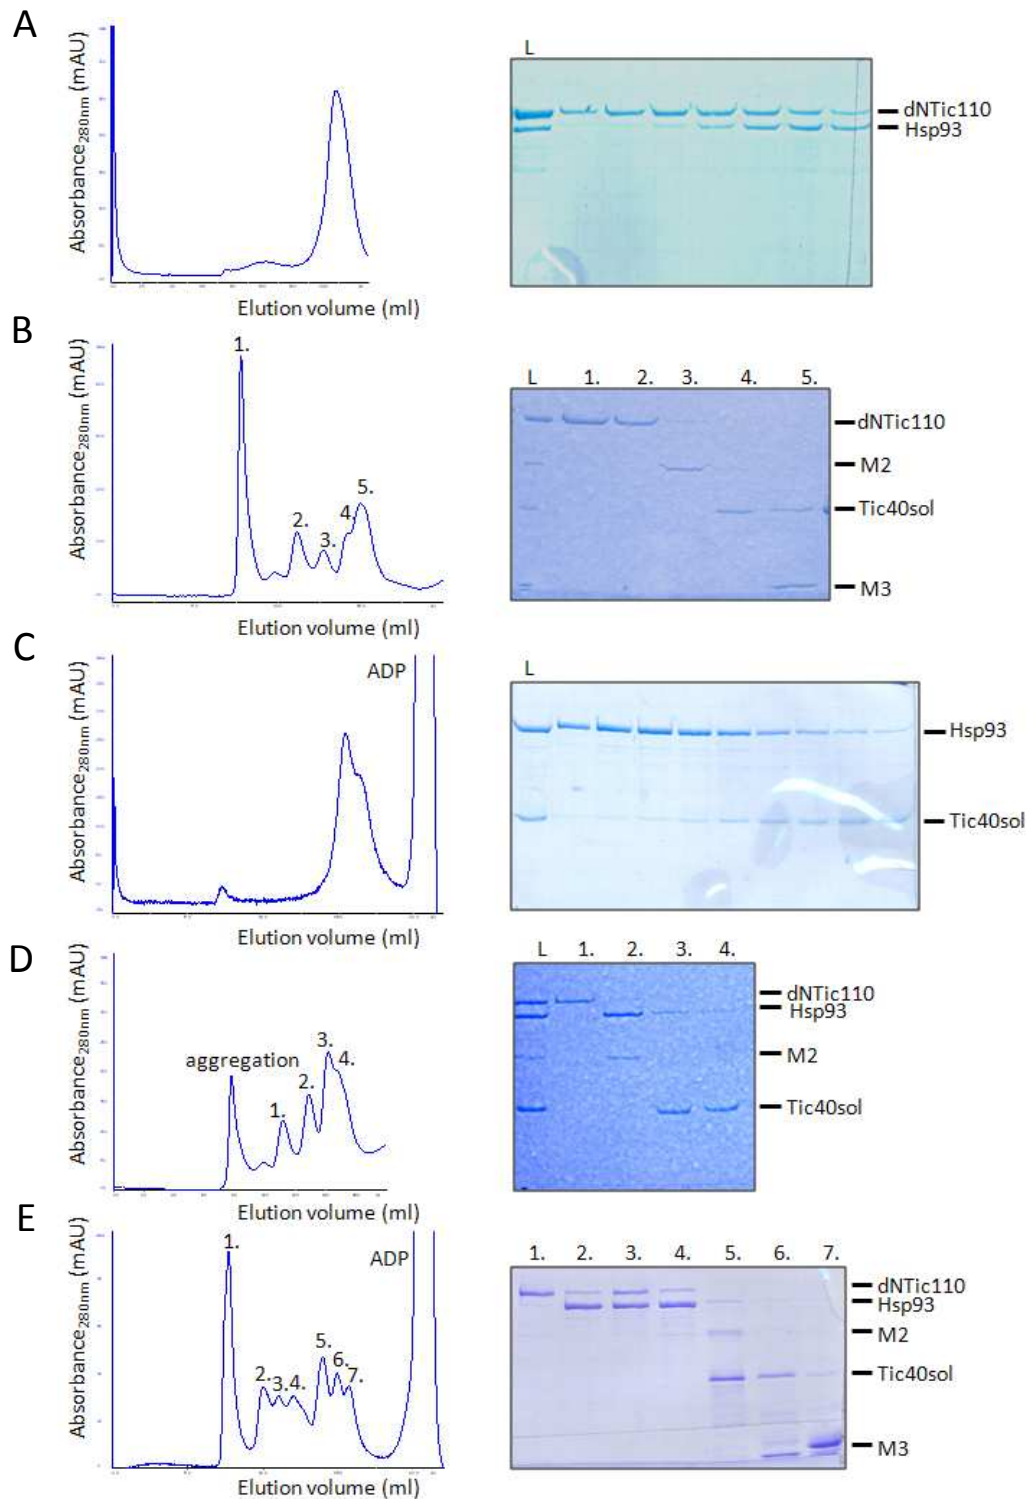 A
Absorbance280nm (mAU)
Elution volume (ml)
L
dNTic110
Hsp93
B
Absorbance280nm (mAU)
1.
2.
3.
4.
5.
Elution volume (ml)
L 1. 2. 3. 4. 5.
dNTic110
M2
Tic40sol
M3
C
Absorbance280nm (mAU)
ADP
Elution volume (ml)
L
Hsp93
Tic40sol
D
Absorbance280nm (mAU)
aggregation
1.
2.
3.
4.
Elution volume (ml)
L 1. 2. 3. 4.
dNTic110
Hsp93
M2
Tic40sol
E
Absorbance280nm (mAU)
1.
2.
3.
4.
5.
6.
7.
ADP
Elution volume (ml)
1. 2. 3. 4. 5. 6. 7.
dNTic110
Hsp93
M2
Tic40sol
M3